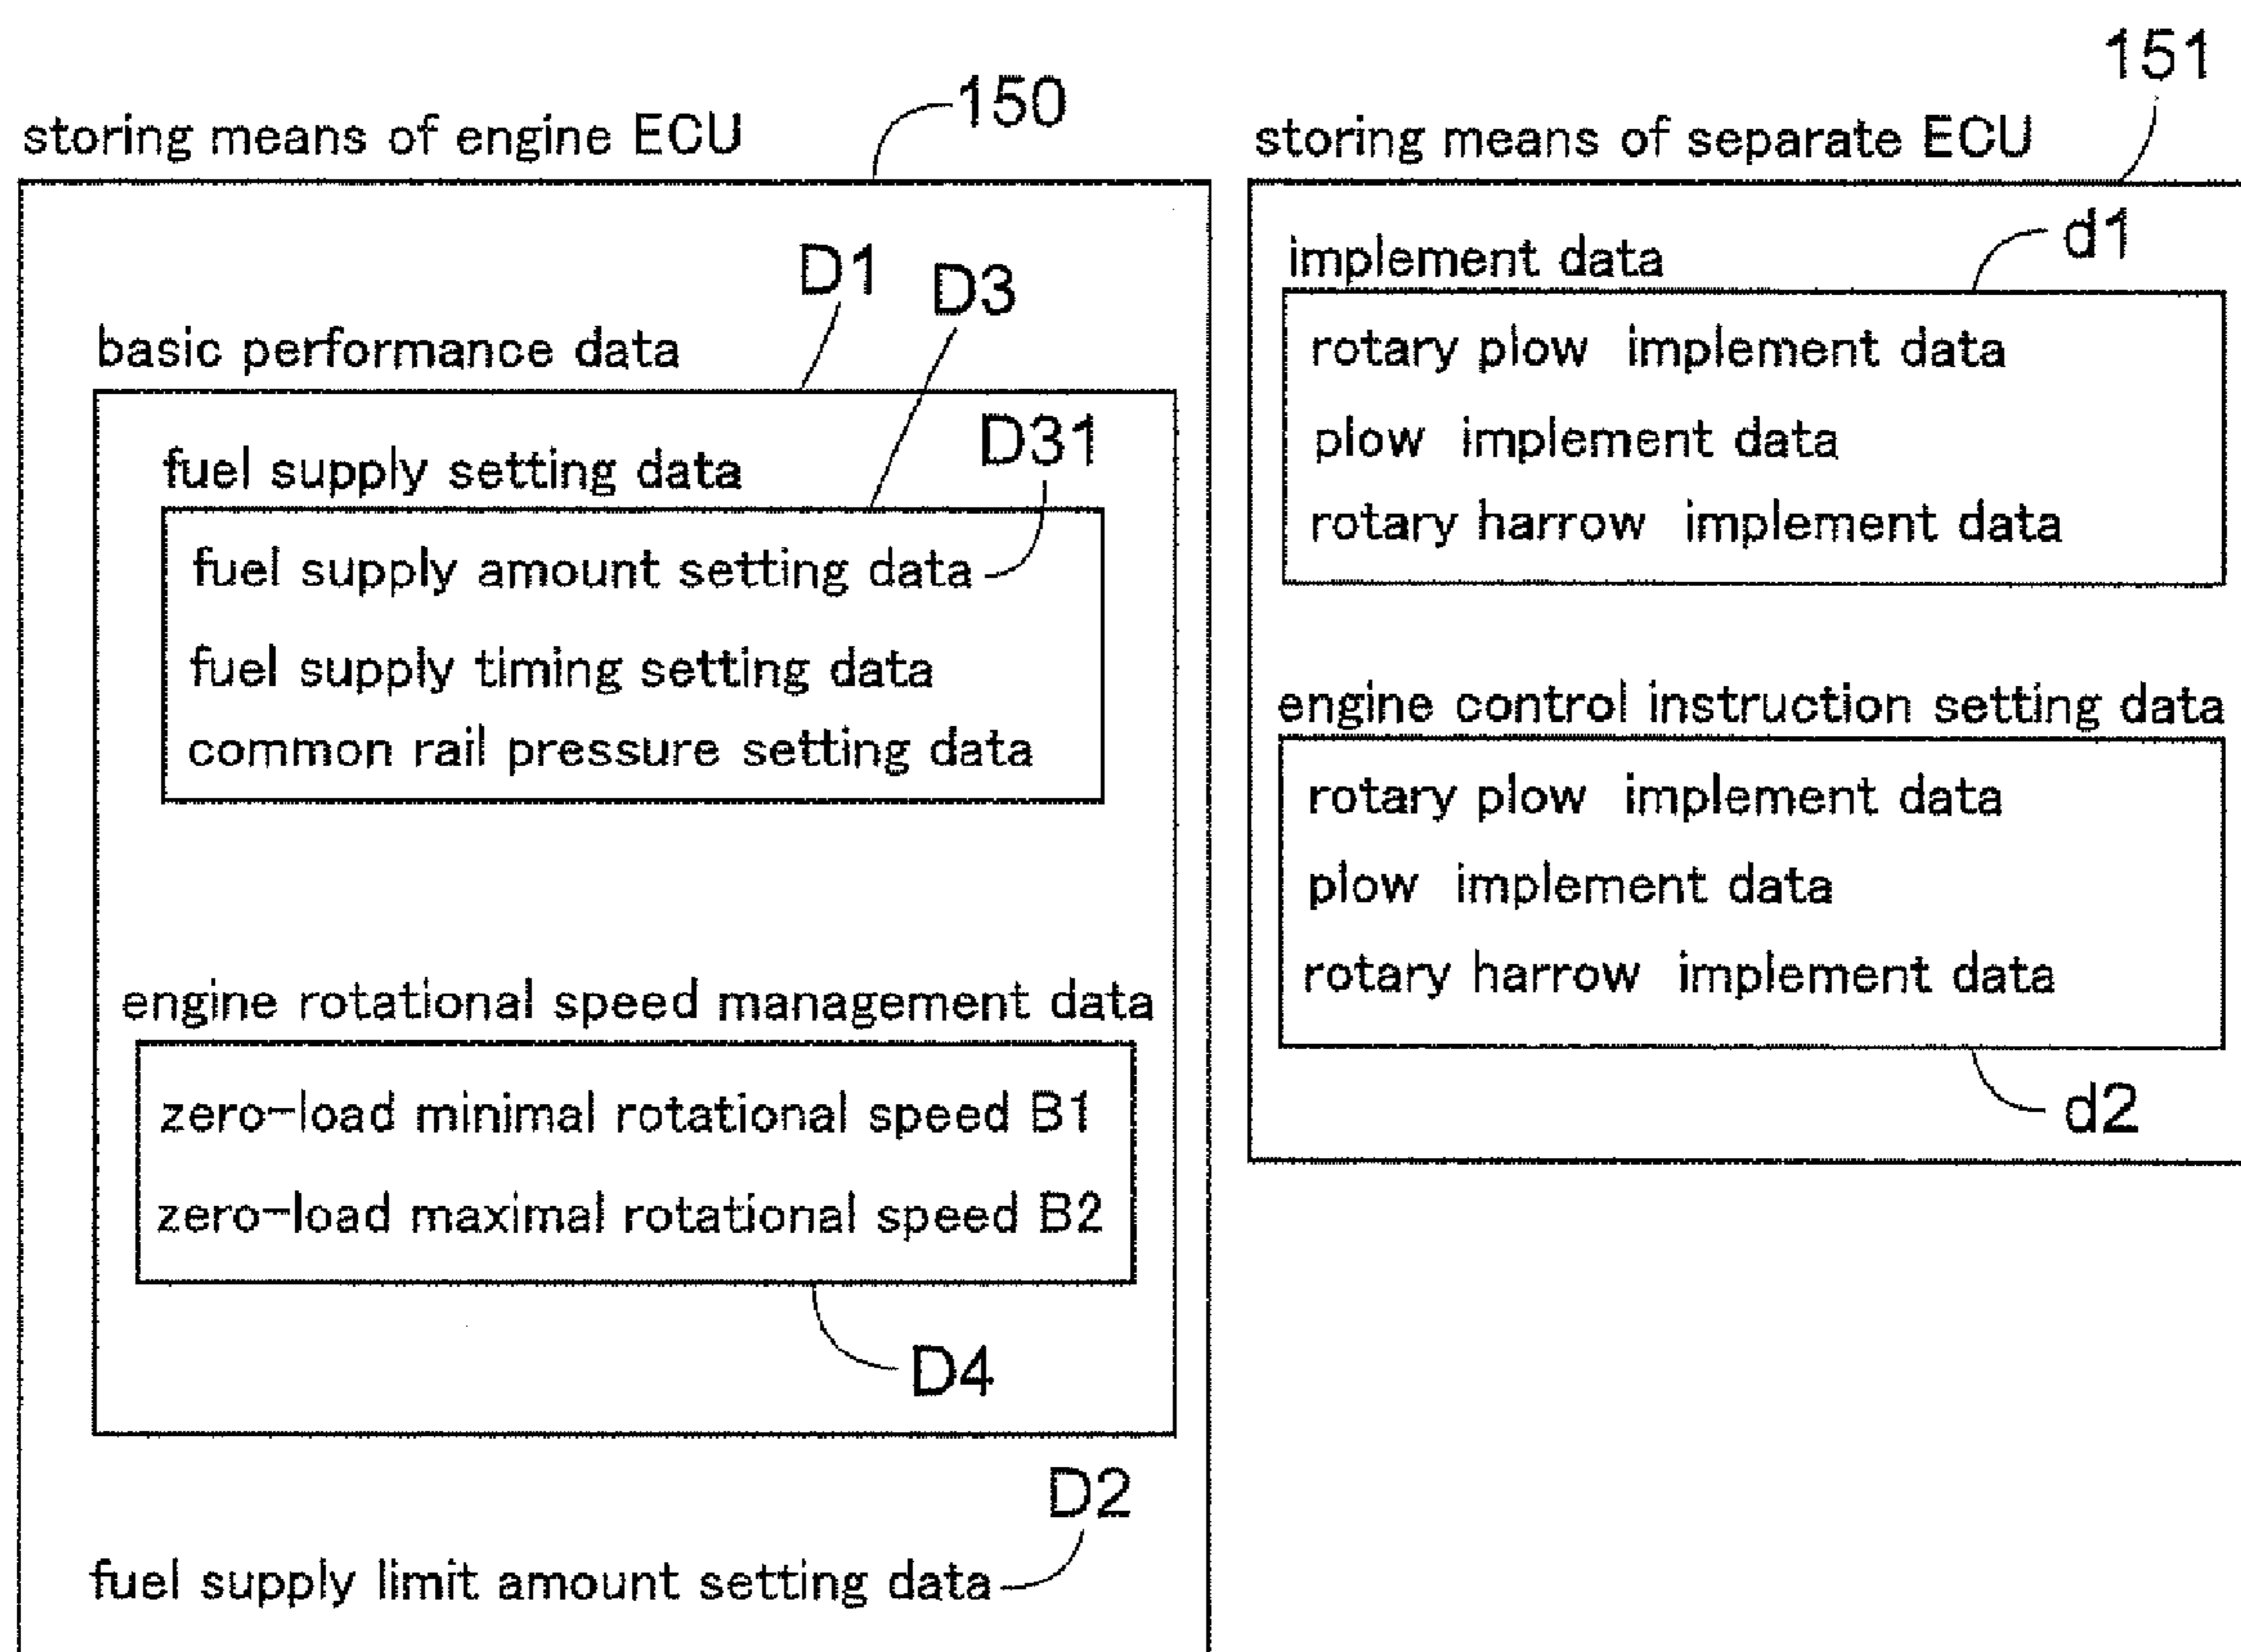 150
storing means of engine ECU
D1
D3
basic performance data
D31
fuel supply setting data
fuel supply amount setting data
fuel supply timing setting data
common rail pressure setting data
engine rotational speed management data
zero-load minimal rotational speed B1
zero-load maximal rotational speed B2
D4
D2
fuel supply limit amount setting data
151
storing means of separate ECU
d1
implement data
rotary plow implement data
plow implement data
rotary harrow implement data
engine control instruction setting data
rotary plow implement data
plow implement data
rotary harrow implement data
d2